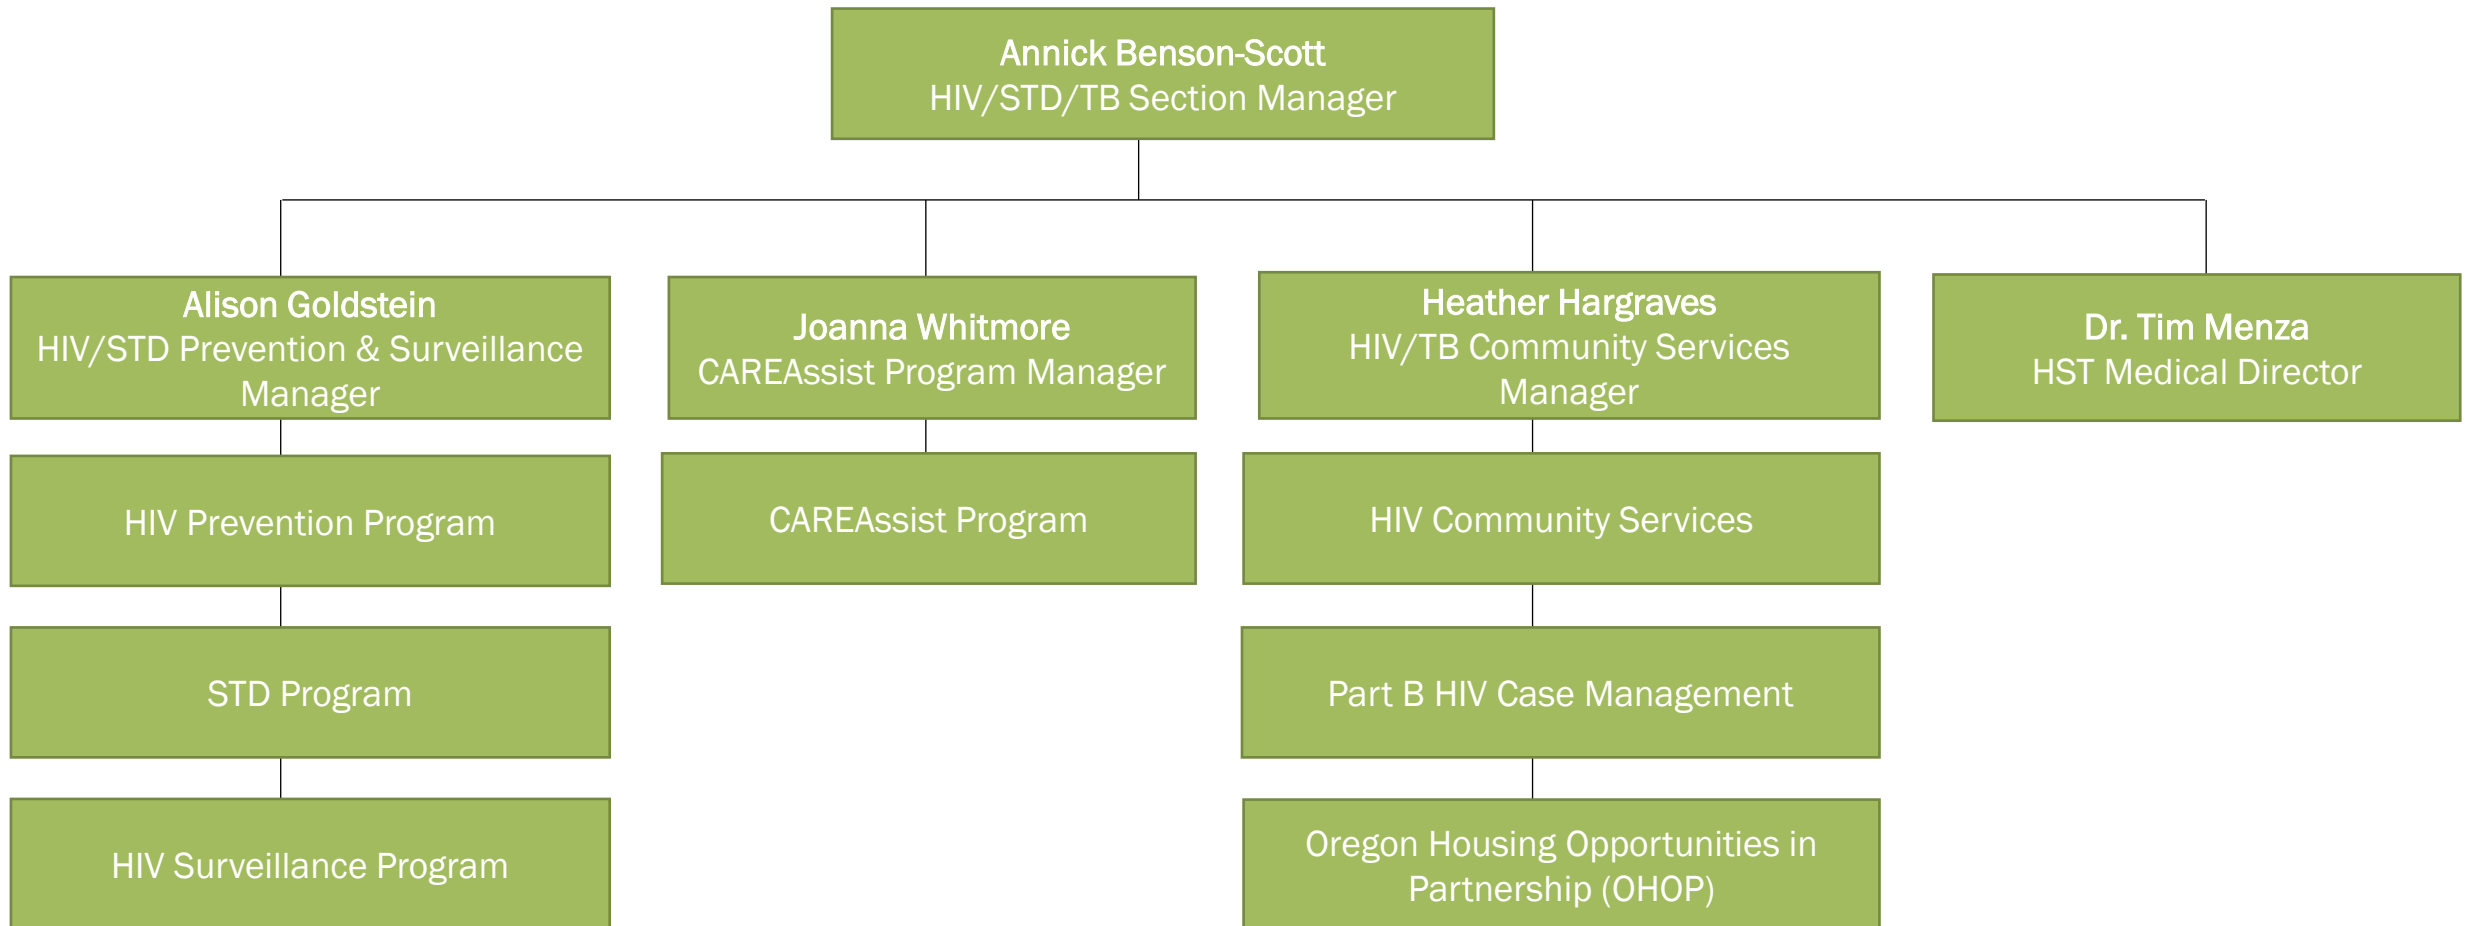 Annick Benson-Scott
HIV/STD/TB Section Manager
Alison Goldstein
HIV/STD Prevention & Surveillance
Manager
Joanna Whitmore
CAREAssist Program Manager
Heather Hargraves
HIV/TB Community Services
Manager
Dr. Tim Menza
HST Medical Director
HIV Prevention Program
CAREAssist Program
HIV Community Services
STD Program
Part B HIV Case Management
HIV Surveillance Program
Oregon Housing Opportunities in
Partnership (OHOP)